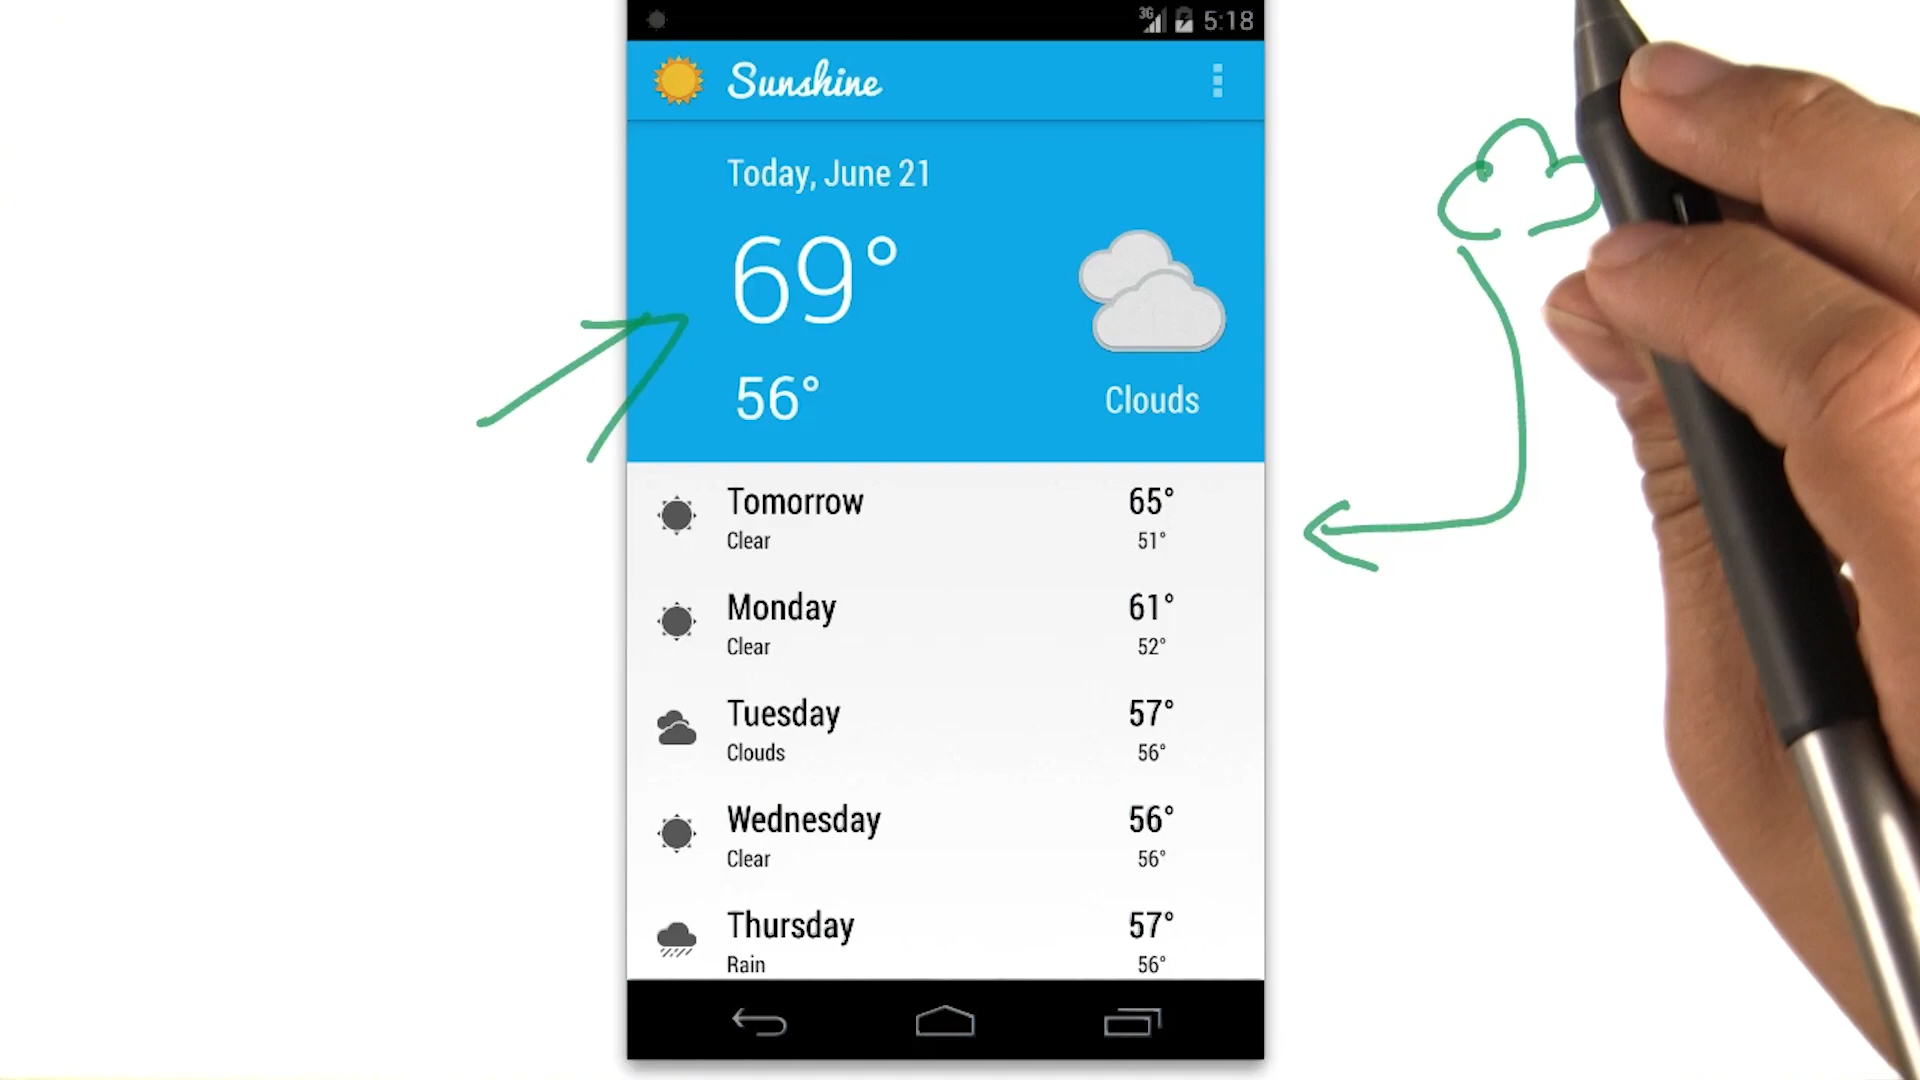 3G 5:18
Sunshine
Today, June 21
69°
56°
Clouds
Tomorrow 65°
Clear 51°
Monday 61°
Clear 52°
Tuesday 57°
Clouds 56°
Wednesday 56°
Clear 56°
Thursday 57°
Rain 56°